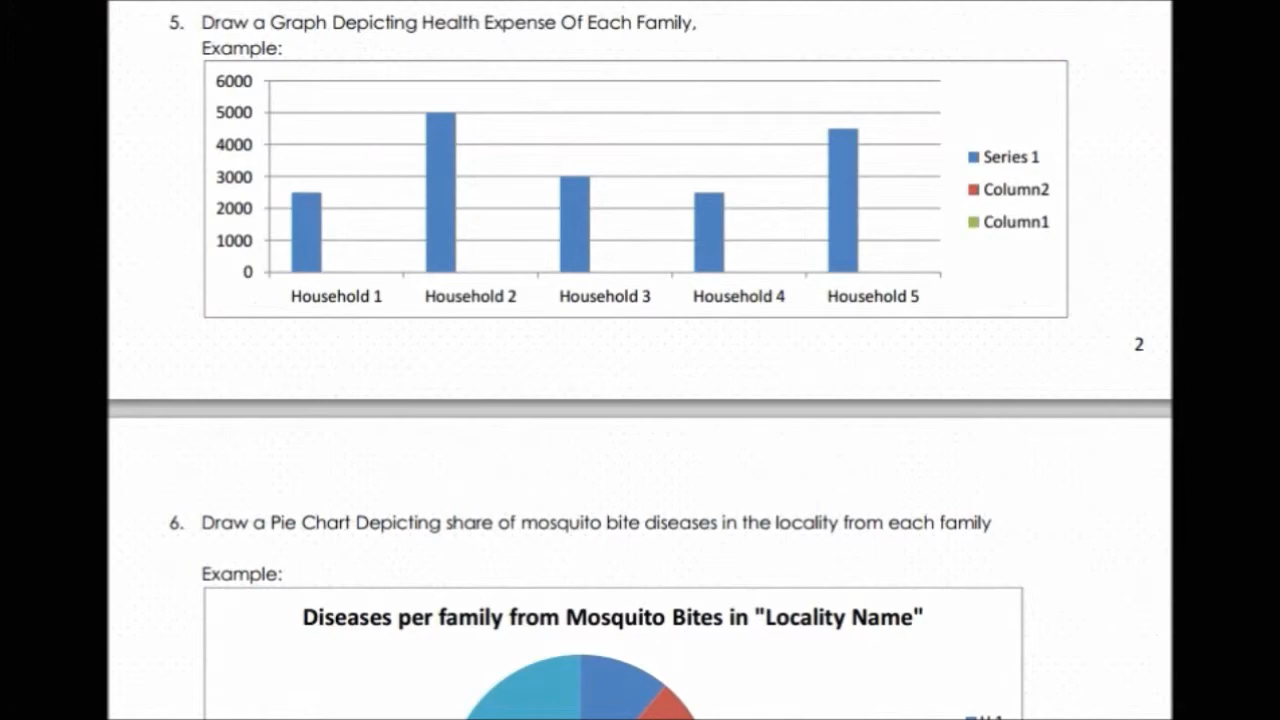 5. Draw a Graph Depicting Health Expense Of Each Family,
Example:
6000
5000
4000
3000
2000
1000
0
Household 1 Household 2 Household 3 Household 4 Household 5
Series 1
Column2
Column1
2
6. Draw a Pie Chart Depicting share of mosquito bite diseases in the locality from each family
Example:
Diseases per family from Mosquito Bites in "Locality Name"